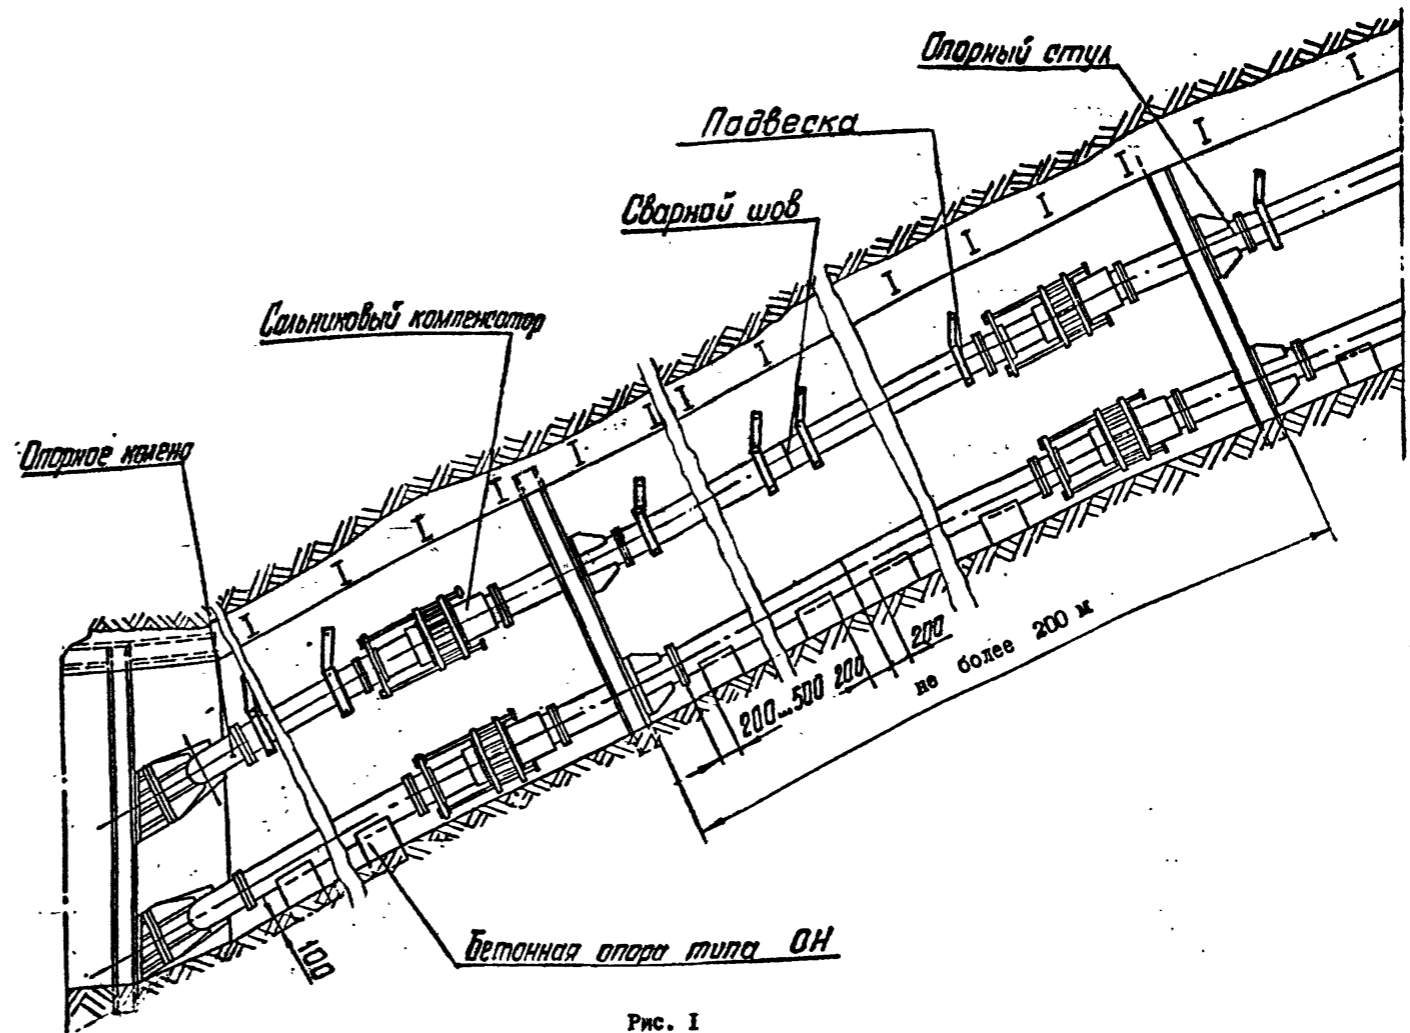 Опорный стул
Подвеска
Сварной шов
Сальниковый компенсатор
Опорное колено
200
200
200...500
не более 200 м
100
Бетонная опора типа ОН
Рис. I